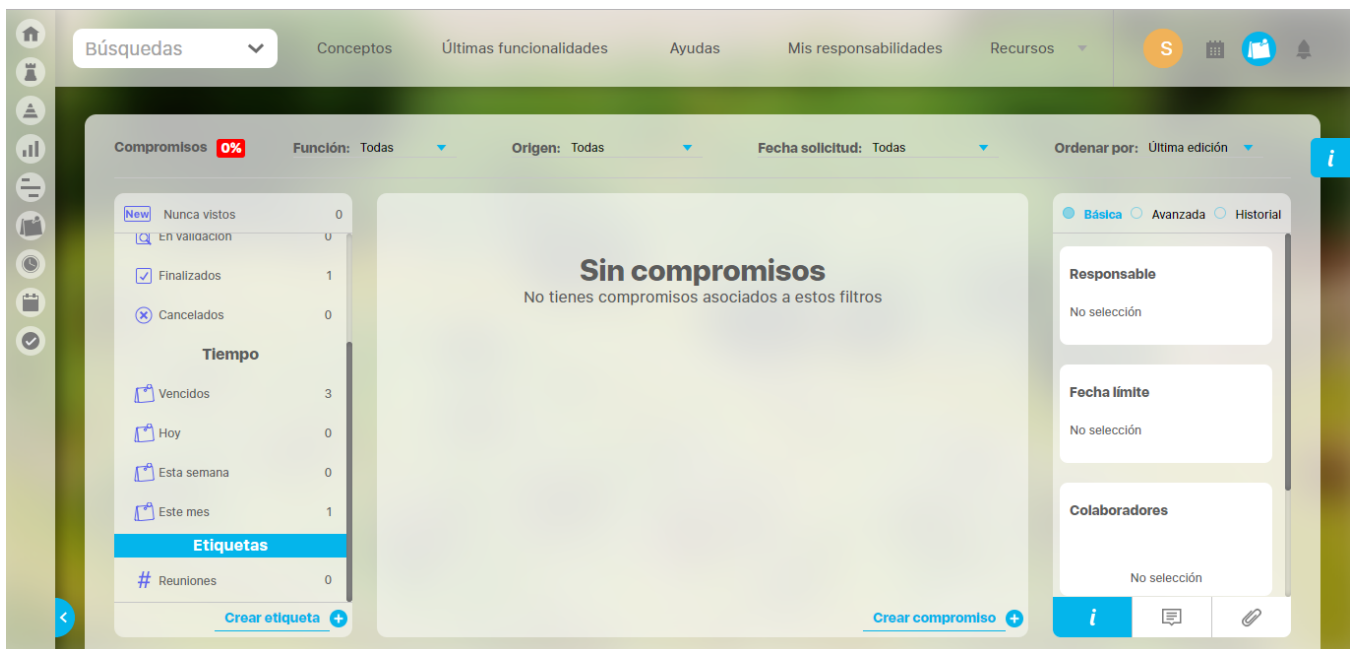 Búsquedas
Conceptos
Últimas funcionalidades
Ayudas
Mis responsabilidades
Recursos
S
Compromisos 0%
Función: Todas
Origen: Todas
Fecha solicitud: Todas
Ordenar por: Última edición
i
New Nunca vistos 0
En validación 0
Finalizados 1
Cancelados 0
Tiempo
Vencidos 3
Hoy 0
Esta semana 0
Este mes 1
Etiquetas
# Reuniones 0
Crear etiqueta +
Sin compromisos
No tienes compromisos asociados a estos filtros
Crear compromiso +
Básica Avanzada Historial
Responsable
No selección
Fecha límite
No selección
Colaboradores
No selección
i